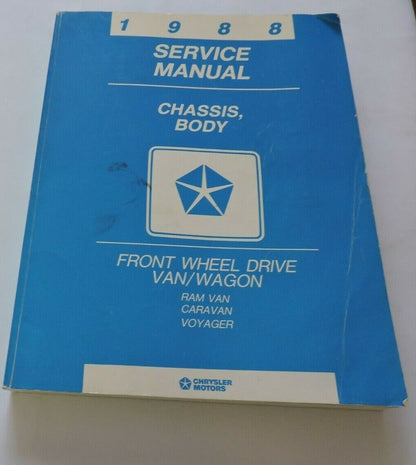 1 9 8 8
SERVICE
MANUAL
CHASSIS,
BODY
FRONT WHEEL DRIVE
VAN/WAGON
RAM VAN
CARAVAN
VOYAGER
CHRYSLER
MOTORS